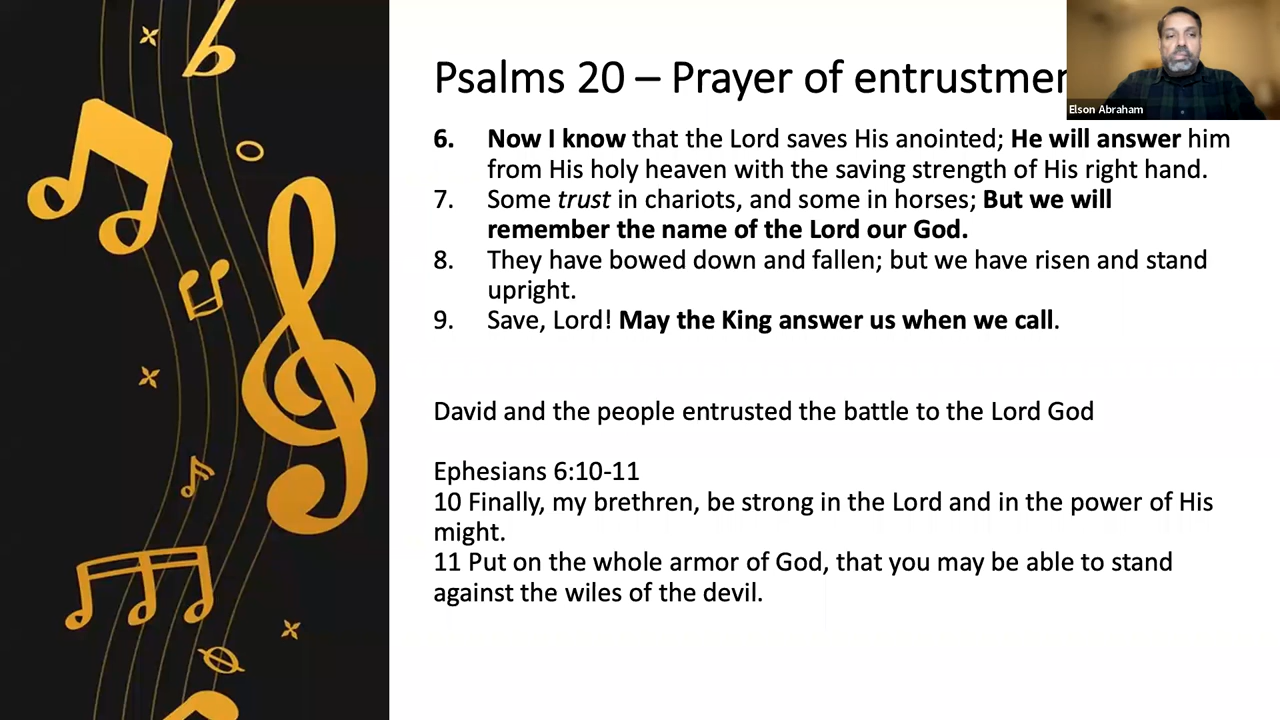 Psalms 20 – Prayer of
Elson Abraham
6. Now I know that the Lord saves His anointed; He will answer him
from His holy heaven with the saving strength of His right hand.
7. Some trust in chariots, and some in horses; But we will
remember the name of the Lord our God.
8. They have bowed down and fallen; but we have risen and stand
upright.
9. Save, Lord! May the King answer us when we call.
David and the people entrusted the battle to the Lord God
Ephesians 6:10-11
10 Finally, my brethren, be strong in the Lord and in the power of His
might.
11 Put on the whole armor of God, that you may be able to stand
against the wiles of the devil.